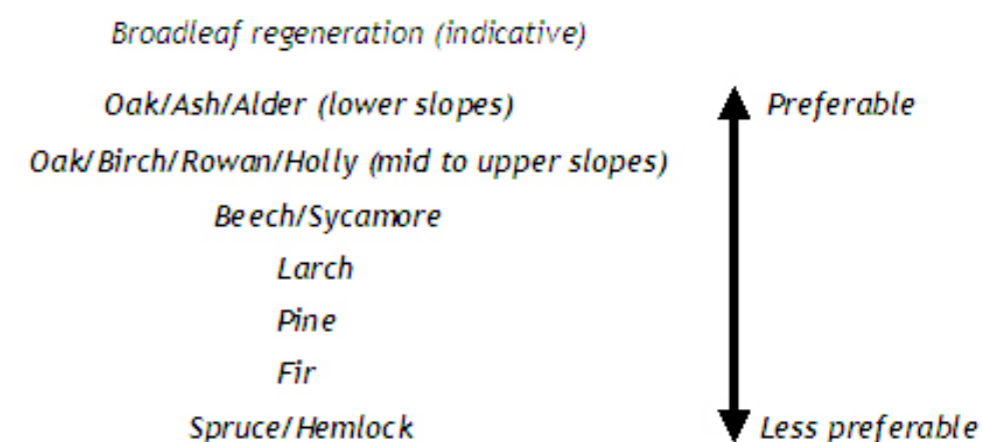 Broadleaf regeneration (indicative)
Oak/Ash/Alder (lower slopes)
Preferable
Oak/Birch/Rowan/Holly (mid to upper slopes)
Beech/Sycamore
Larch
Pine
Fir
Spruce/Hemlock
Less preferable